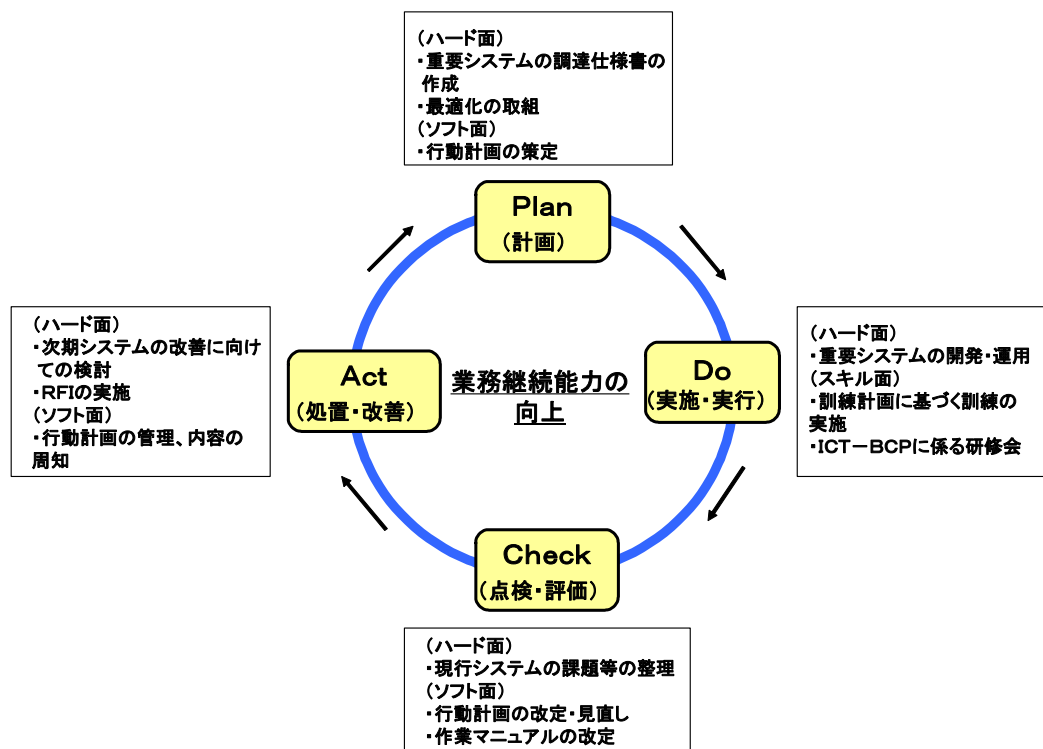 (ハード面)
・重要システムの調達仕様書の
作成
・最適化の取組
(ソフト面)
・行動計画の策定
Plan
(計画)
(ハード面)
・次期システムの改善に向け
ての検討
・RFIの実施
(ソフト面)
・行動計画の管理、内容の
周知
Act
(処置・改善)
業務継続能力の
向上
Do
(実施・実行)
(ハード面)
・重要システムの開発・運用
(スキル面)
・訓練計画に基づく訓練の
実施
・ICT-BCPに係る研修会
Check
(点検・評価)
(ハード面)
・現行システムの課題等の整理
(ソフト面)
・行動計画の改定・見直し
・作業マニュアルの改定